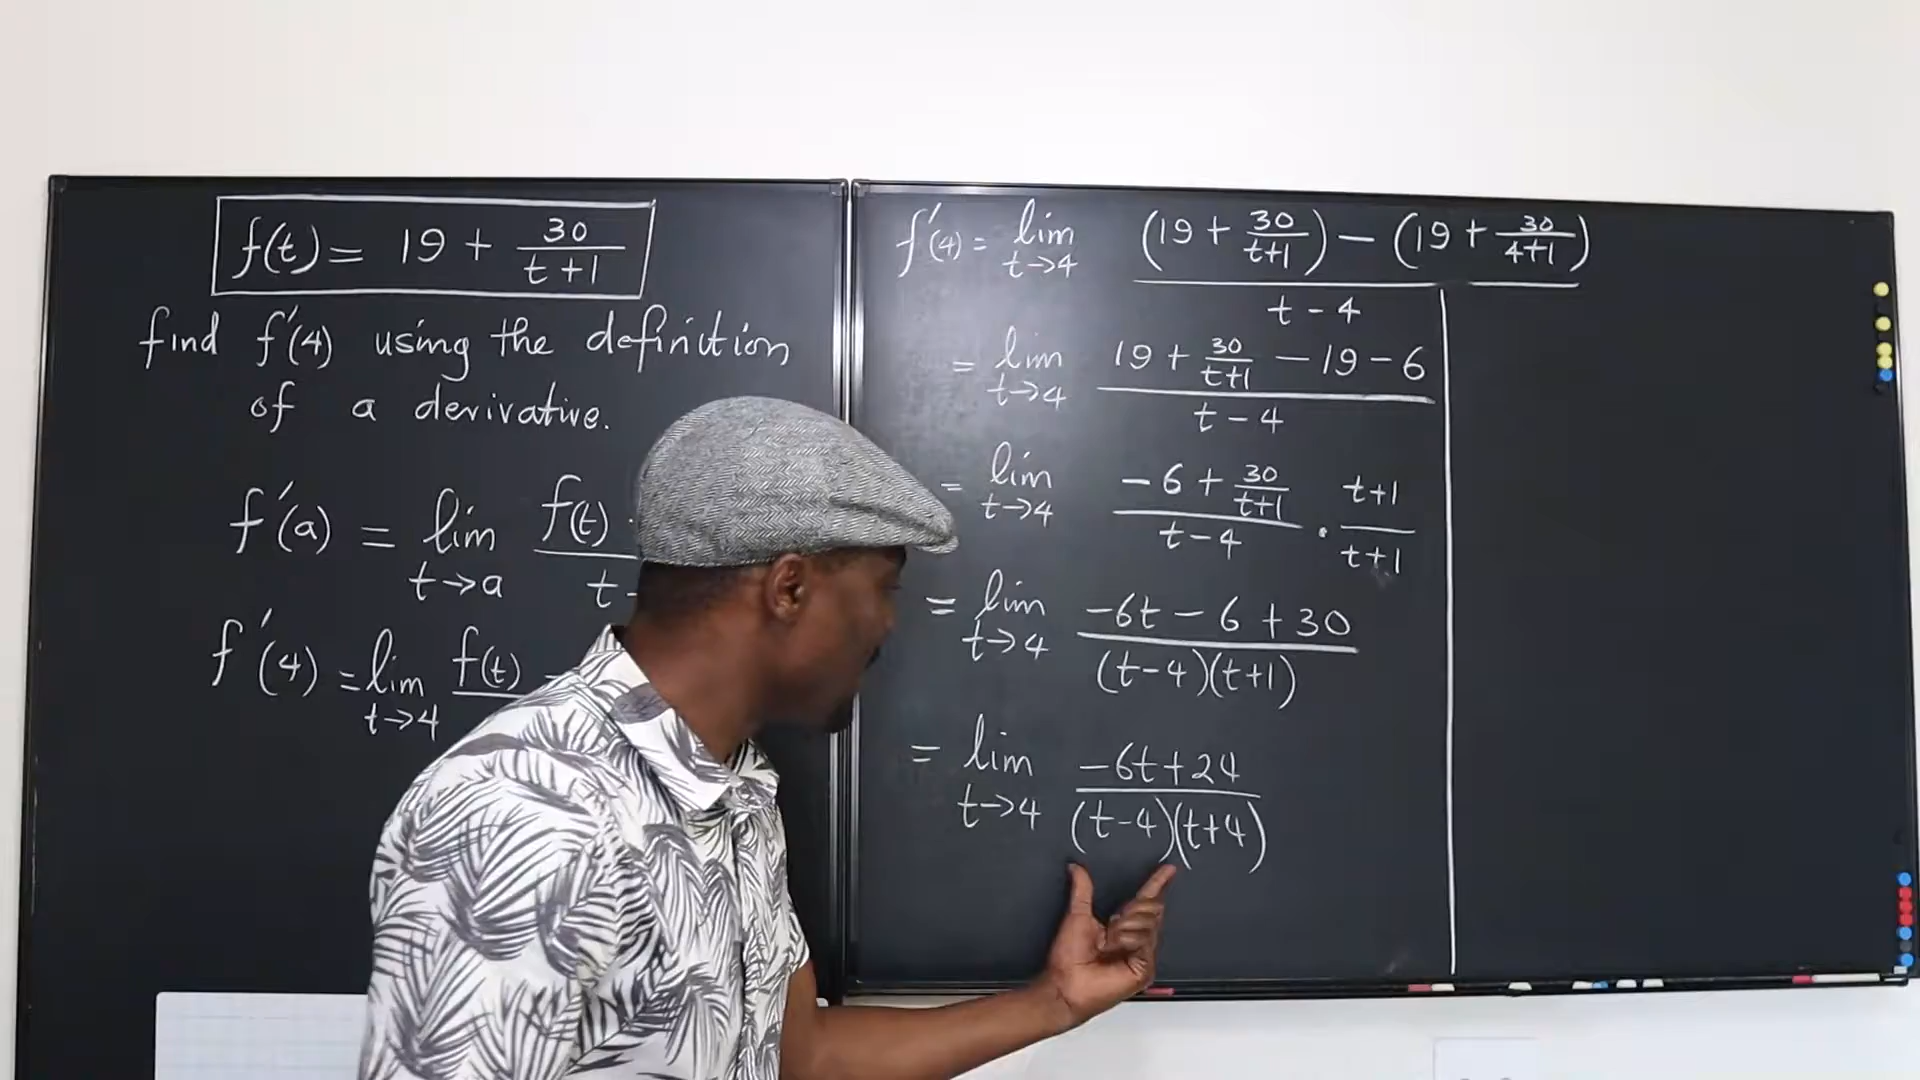 f(t) = 19 + 30/(t+1)
find f'(4) using the definition
of a derivative.
f'(a) = lim t→a f(t) / t -
f'(4) = lim t→4 f(t) -
f'(4) = lim t→4 ((19 + 30/(t+1)) - (19 + 30/(4+1))) / (t-4)
= lim t→4 (19 + 30/(t+1) - 19 - 6) / (t-4)
= lim t→4 (-6 + 30/(t+1)) / (t-4) · (t+1)/(t+1)
= lim t→4 (-6t - 6 + 30) / ((t-4)(t+1))
= lim t→4 (-6t + 24) / ((t-4)(t+4))